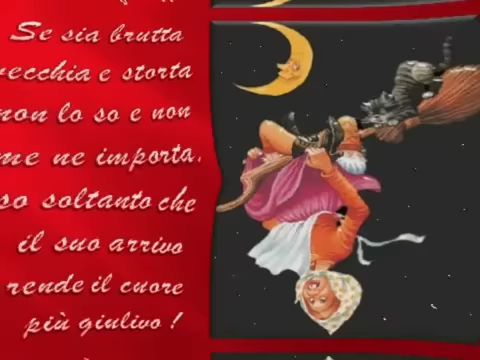 Se sia brutta
vecchia e storta
non lo so e non
me ne importa,
so soltanto che
il suo arrivo
rende il cuore
più giulivo !